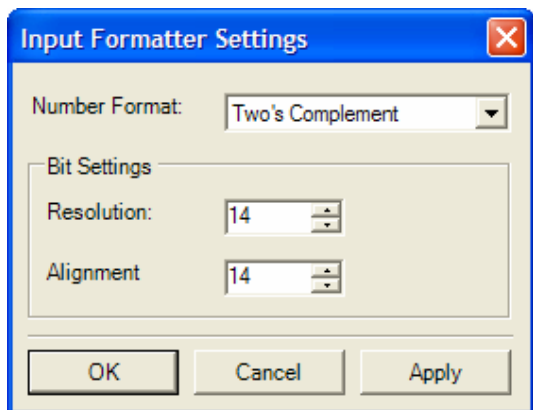 Input Formatter Settings
Number Format: Two's Complement
Bit Settings
Resolution: 14
Alignment 14
OK Cancel Apply